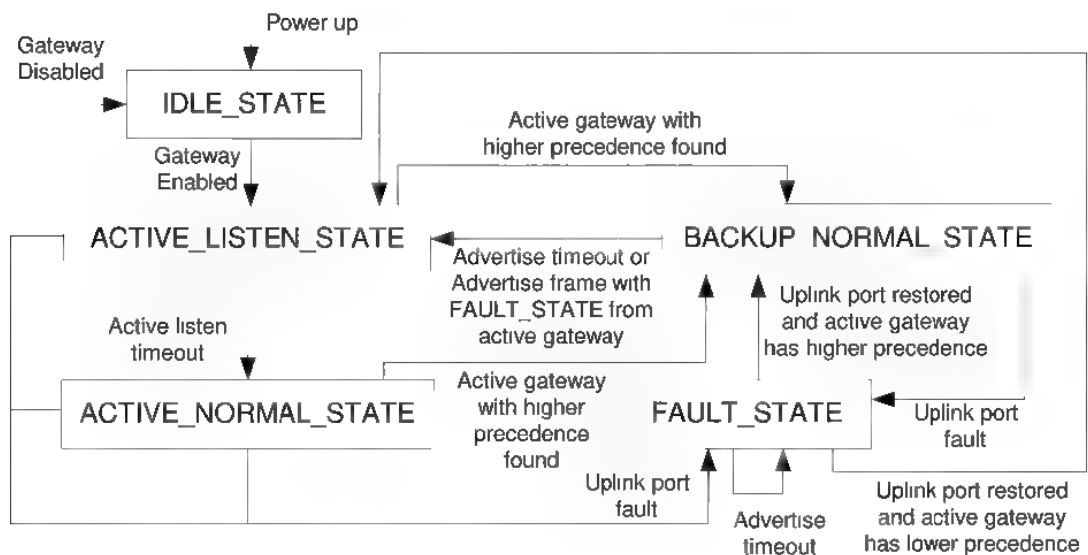 Power up
Gateway
Disabled
IDLE_STATE
Gateway
Enabled
Active gateway with
higher precedence found
ACTIVE_LISTEN_STATE
BACKUP NORMAL STATE
Advertise timeout or
Advertise frame with
FAULT_STATE from
active gateway
Uplink port restored
and active gateway
has higher precedence
Active listen
timeout
ACTIVE_NORMAL_STATE
Active gateway
with higher
precedence
found
FAULT_STATE
Uplink port
fault
Uplink port
fault
Advertise
timeout
Uplink port restored
and active gateway
has lower precedence